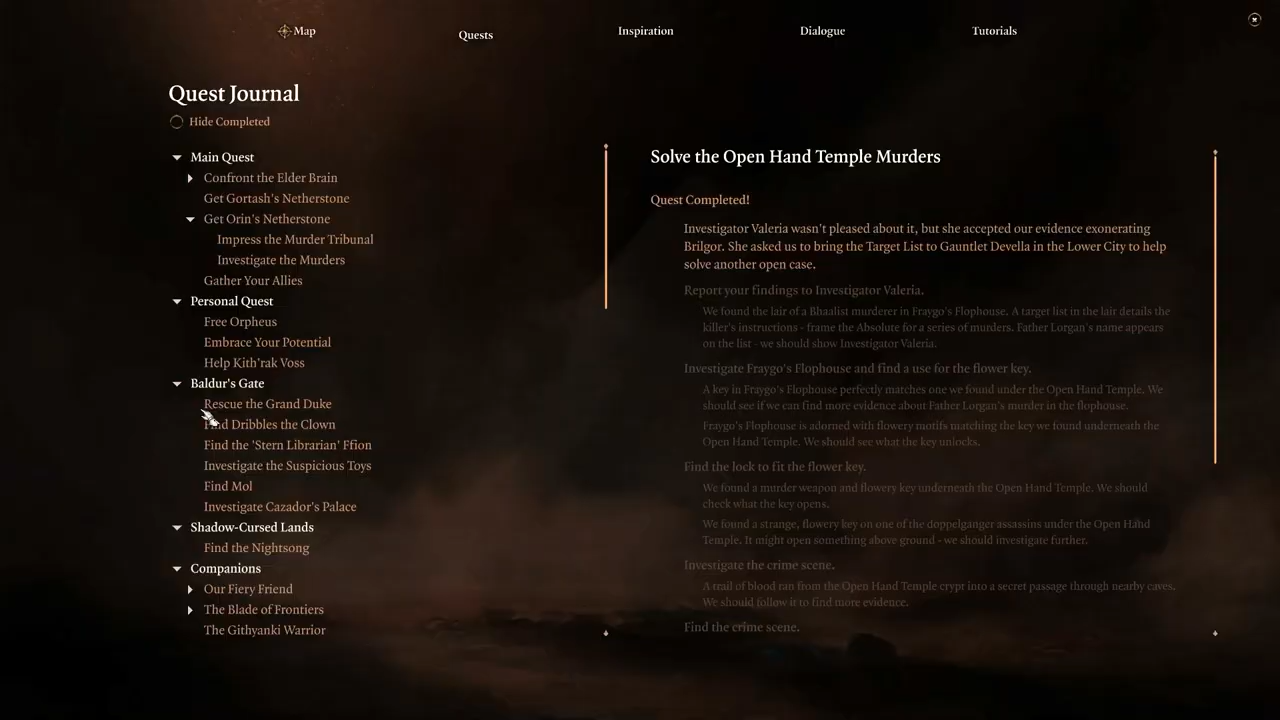 Map
Quests
Inspiration
Dialogue
Tutorials
Quest Journal
Hide Completed
Main Quest
Confront the Elder Brain
Get Gortash's Netherstone
Get Orin's Netherstone
Impress the Murder Tribunal
Investigate the Murders
Gather Your Allies
Personal Quest
Free Orpheus
Embrace Your Potential
Help Kith'rak Voss
Baldur's Gate
Rescue the Grand Duke
Find Dribbles the Clown
Find the 'Stern Librarian' Ffion
Investigate the Suspicious Toys
Find Mol
Investigate Cazador's Palace
Shadow-Cursed Lands
Find the Nightsong
Companions
Our Fiery Friend
The Blade of Frontiers
The Githyanki Warrior
Solve the Open Hand Temple Murders
Quest Completed!
Investigator Valeria wasn't pleased about it, but she accepted our evidence exonerating
Brilgor. She asked us to bring the Target List to Gauntlet Devella in the Lower City to help
solve another open case.
Report your findings to Investigator Valeria.
We found the lair of a Bhaalist murderer in Fraygo's Flophouse. A target list in the lair details the
killer's instructions - frame the Absolute for a series of murders. Father Lorgan's name appears
on the list - we should show Investigator Valeria.
Investigate Fraygo's Flophouse and find a use for the flower key.
A key in Fraygo's Flophouse perfectly matches one we found under the Open Hand Temple. We
should see if we can find more evidence about Father Lorgan's murder in the flophouse.
Fraygo's Flophouse is adorned with flowery motifs matching the key we found underneath the
Open Hand Temple. We should see what the key unlocks.
Find the lock to fit the flower key.
We found a murder weapon and flowery key underneath the Open Hand Temple. We should
check what the key opens.
We found a strange, flowery key on one of the doppelganger assassins under the Open Hand
Temple. It might open something above ground - we should investigate further.
Investigate the crime scene.
A trail of blood ran from the Open Hand Temple crypt into a secret passage through nearby caves.
We should follow it to find more evidence.
Find the crime scene.